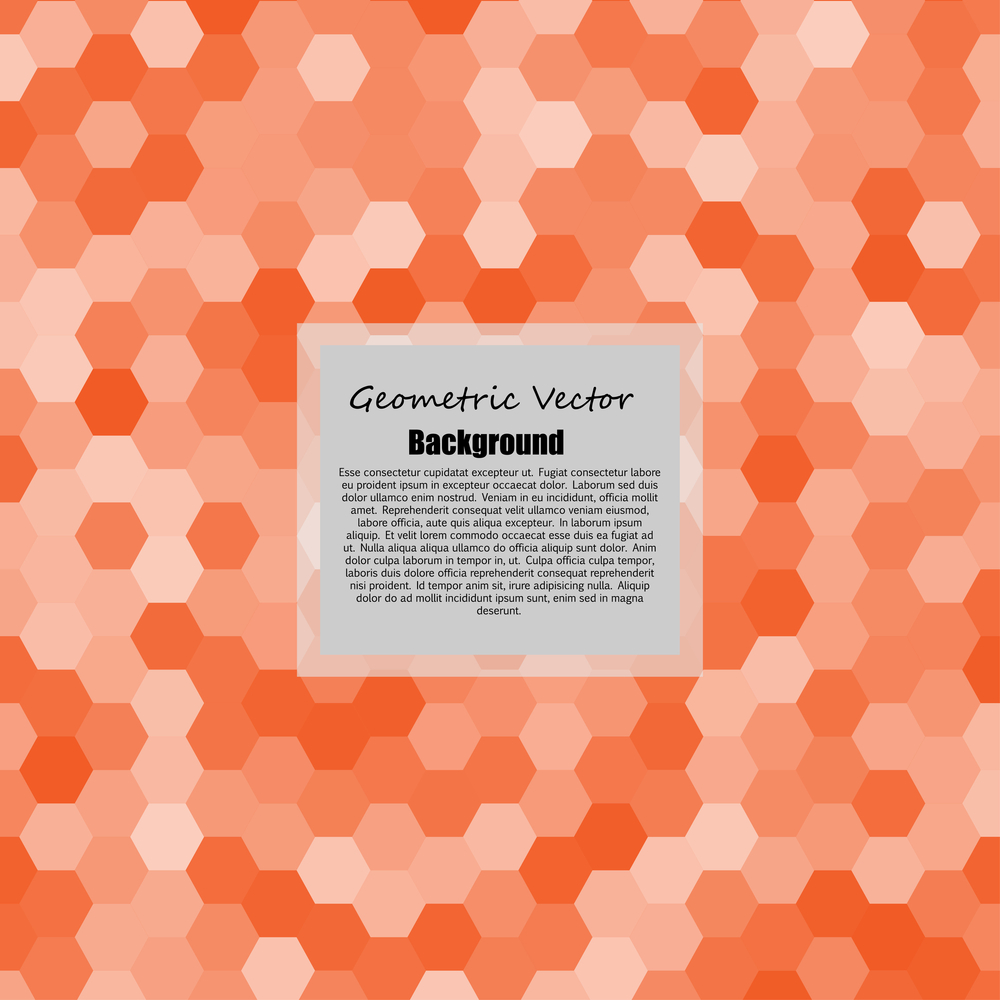 Geometric Vector
Background
Esse consectetur cupidatat excepteur ut. Fugiat consectetur labore
eu proident ipsum in excepteur occaecat dolor. Laborum sed duis
dolor ullamco enim nostrud. Veniam in eu incididunt, officia mollit
amet. Reprehenderit consequat velit ullamco veniam eiusmod,
labore officia, aute quis aliqua excepteur. In laborum ipsum
aliquip. Et velit lorem commodo occaecat esse duis ea fugiat ad
ut. Nulla aliqua aliqua ullamco do officia aliquip sunt dolor. Anim
dolor culpa laborum in tempor in, ut. Culpa officia culpa tempor,
laboris duis dolore officia reprehenderit consequat reprehenderit
nisi proident. Id tempor anim sit, irure adipisicing nulla. Aliquip
dolor do ad mollit incididunt ipsum sunt, enim sed in magna
deserunt.